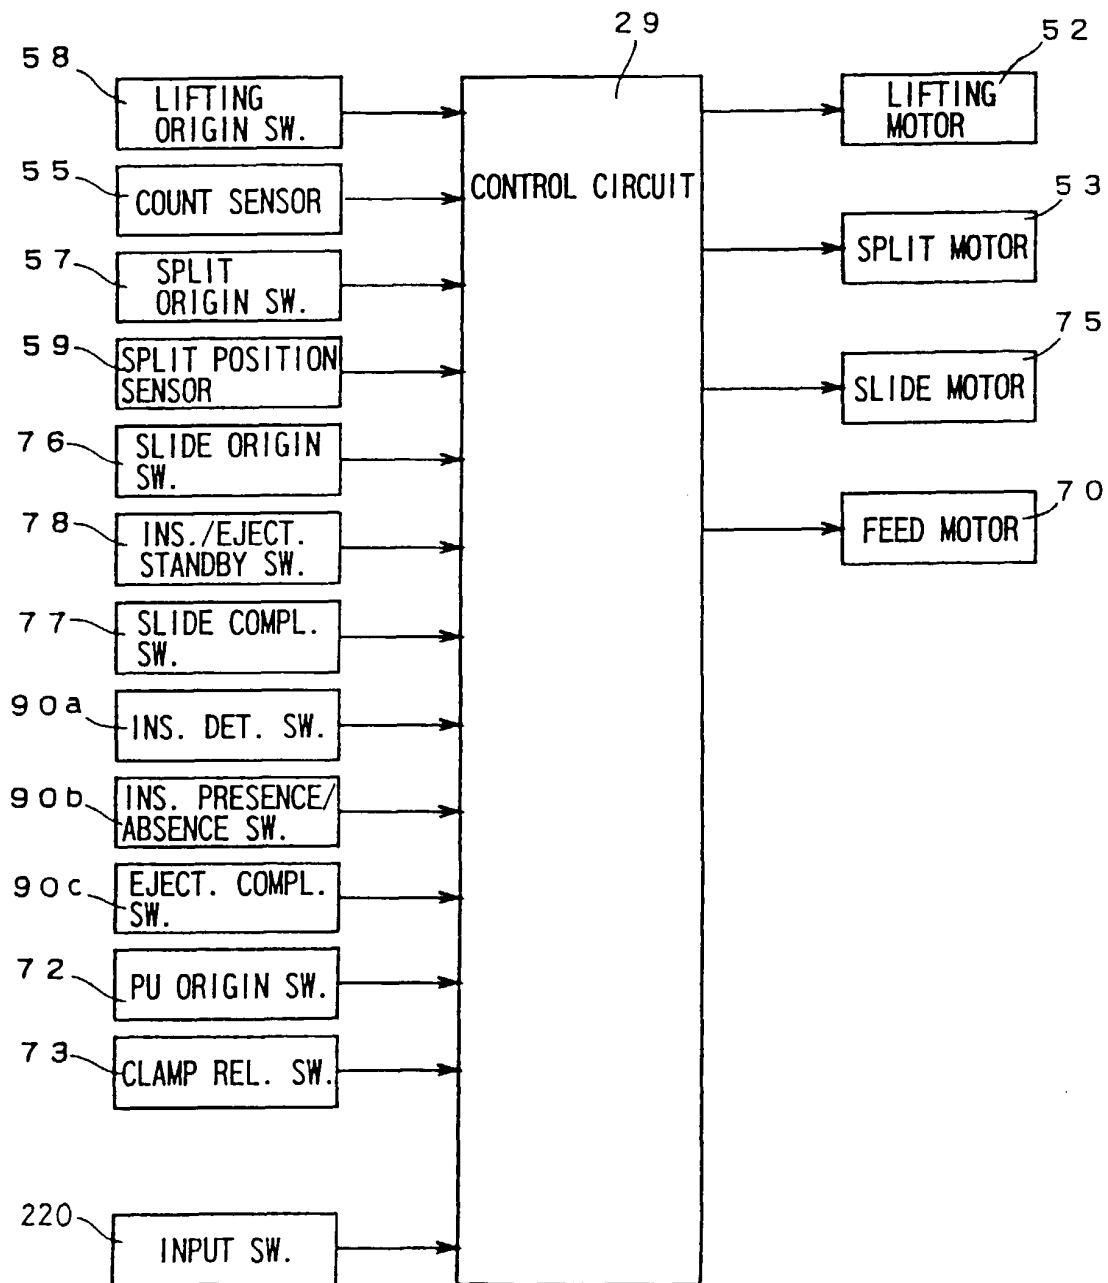 29
CONTROL CIRCUIT
58
LIFTING
ORIGIN SW.
55
COUNT SENSOR
57
SPLIT
ORIGIN SW.
59
SPLIT POSITION
SENSOR
76
SLIDE ORIGIN
SW.
78
INS./EJECT.
STANDBY SW.
77
SLIDE COMPL.
SW.
90a
INS. DET. SW.
90b
INS. PRESENCE/
ABSENCE SW.
90c
EJECT. COMPL.
SW.
72
PU ORIGIN SW.
73
CLAMP REL. SW.
220
INPUT SW.
52
LIFTING
MOTOR
53
SPLIT MOTOR
75
SLIDE MOTOR
70
FEED MOTOR